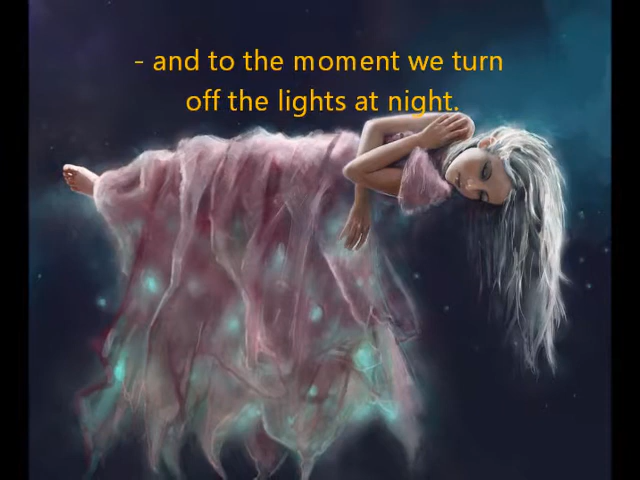 - and to the moment we turn
off the lights at night.